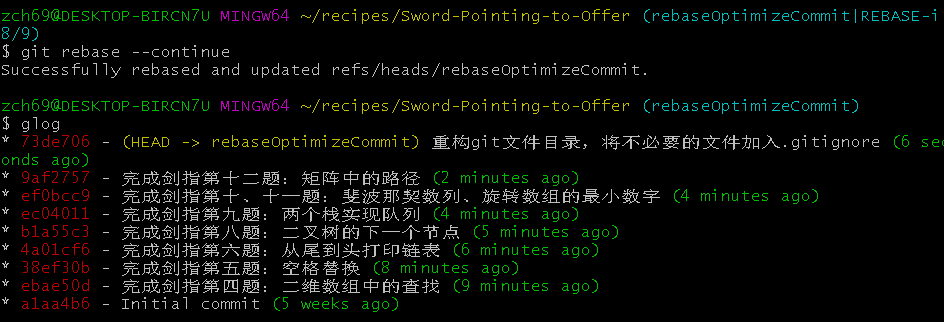 zch69@DESKTOP-BIRCN7U MINGW64 ~/recipes/Sword-Pointing-to-Offer (rebaseOptimizeCommit|REBASE-i
8/9)
$ git rebase --continue
Successfully rebased and updated refs/heads/rebaseOptimizeCommit.
zch69@DESKTOP-BIRCN7U MINGW64 ~/recipes/Sword-Pointing-to-Offer (rebaseOptimizeCommit)
$ glog
* 73de706 - (HEAD -> rebaseOptimizeCommit) 重构git文件目录，将不必要的文件加入.gitignore (6 sec
onds ago)
* 9af2757 - 完成剑指第十二题：矩阵中的路径 (2 minutes ago)
* ef0bcc9 - 完成剑指第十、十一题：斐波那契数列、旋转数组的最小数字 (4 minutes ago)
* ec04011 - 完成剑指第九题：两个栈实现队列 (4 minutes ago)
* b1a55c3 - 完成剑指第八题：二叉树的下一个节点 (5 minutes ago)
* 4a01cf6 - 完成剑指第六题：从尾到头打印链表 (6 minutes ago)
* 38ef30b - 完成剑指第五题：空格替换 (8 minutes ago)
* ebae50d - 完成剑指第四题：二维数组中的查找 (9 minutes ago)
* a1aa4b6 - Initial commit (5 weeks ago)